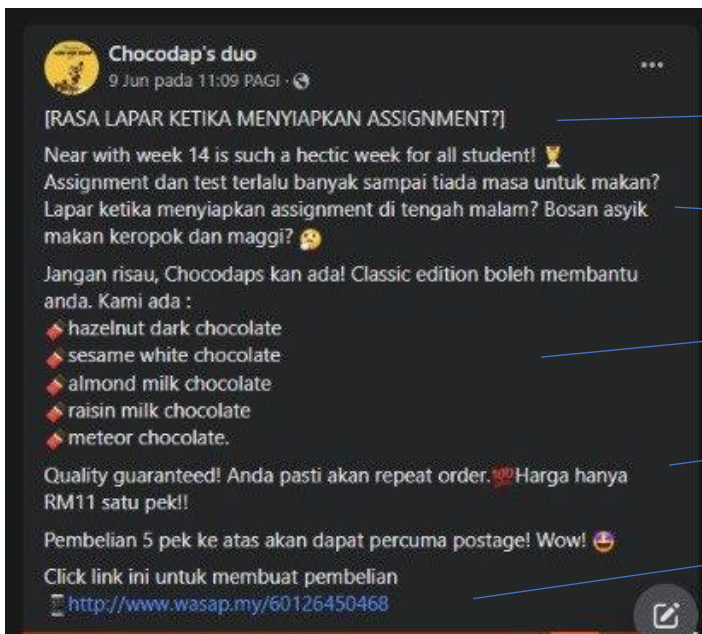 Chocodap's duo
9 Jun pada 11:09 PAGI ·
[RASA LAPAR KETIKA MENYIAPKAN ASSIGNMENT?]
Near with week 14 is such a hectic week for all student! ⏳
Assignment dan test terlalu banyak sampai tiada masa untuk makan?
Lapar ketika menyiapkan assignment di tengah malam? Bosan asyik
makan keropok dan maggi? 🤔
Jangan risau, Chocodaps kan ada! Classic edition boleh membantu
anda. Kami ada :
🍫hazelnut dark chocolate
🍫sesame white chocolate
🍫almond milk chocolate
🍫raisin milk chocolate
🍫meteor chocolate.
Quality guaranteed! Anda pasti akan repeat order.💯Harga hanya
RM11 satu pek!!
Pembelian 5 pek ke atas akan dapat percuma postage! Wow! 🤩
Click link ini untuk membuat pembelian
📱http://www.wasap.my/60126450468